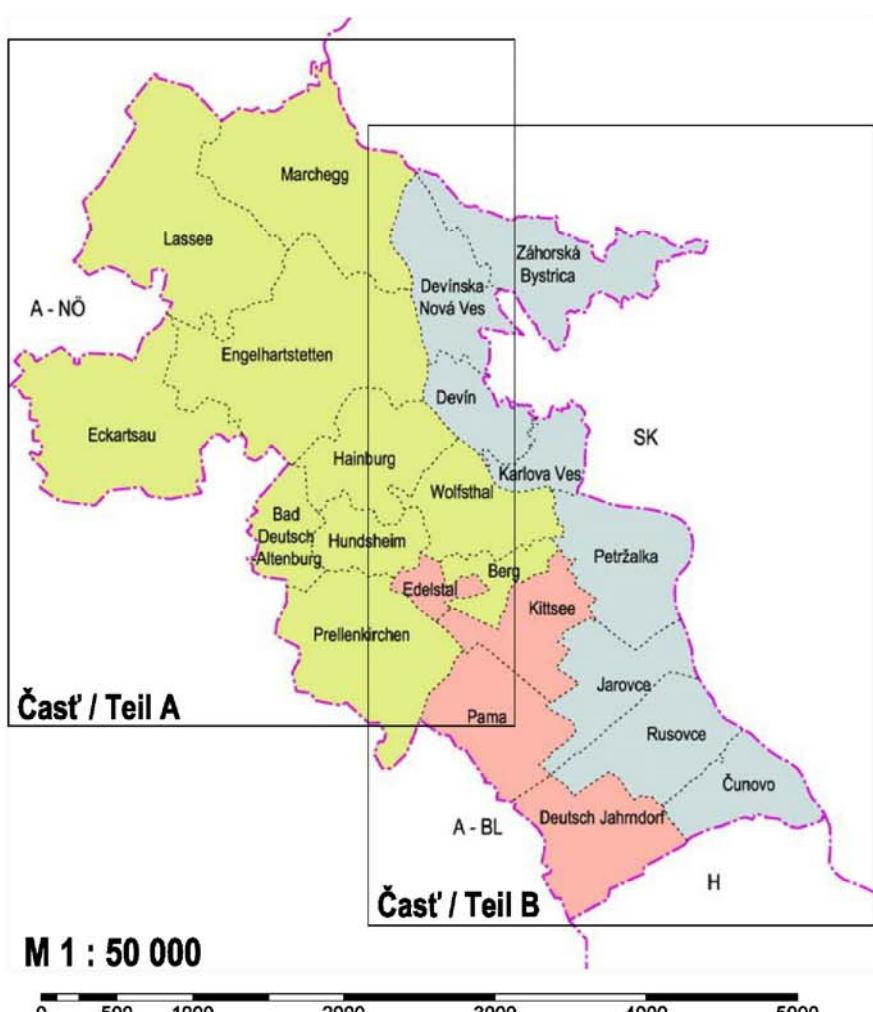 Marchegg
Lassee
Záhorská
Bystrica
Devínska
Nová Ves
A - NÖ
Engelhartstetten
Devín
Eckartsau
SK
Hainburg
Karlova Ves
Wolfsthal
Bad
Deutsch
-Altenburg
Hundsheim
Petržalka
Berg
Edelstal
Kittsee
Prellenkirchen
Jarovce
Časť / Teil A
Pama
Rusovce
Čunovo
A - BL
Deutsch Jahrndorf
H
Časť / Teil B
M 1 : 50 000
0 500 1000 2000 3000 4000 5000